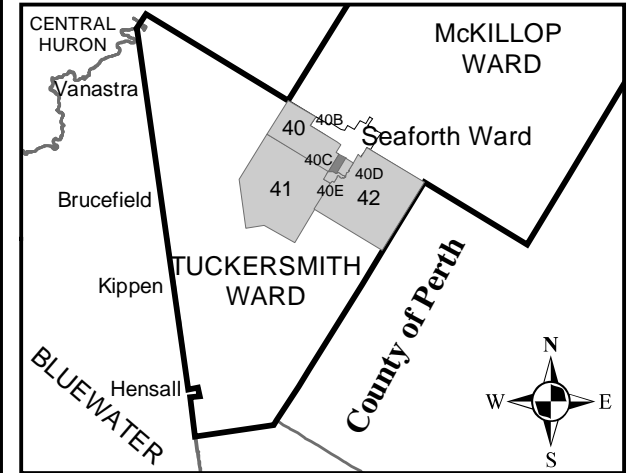 CENTRAL
HURON
McKILLOP
WARD
Vanastra
40
40B
Seaforth Ward
40C
40D
41
40E
42
Brucefield
TUCKERSMITH
WARD
Kippen
County of Perth
BLUEWATER
Hensall
N
W
E
S